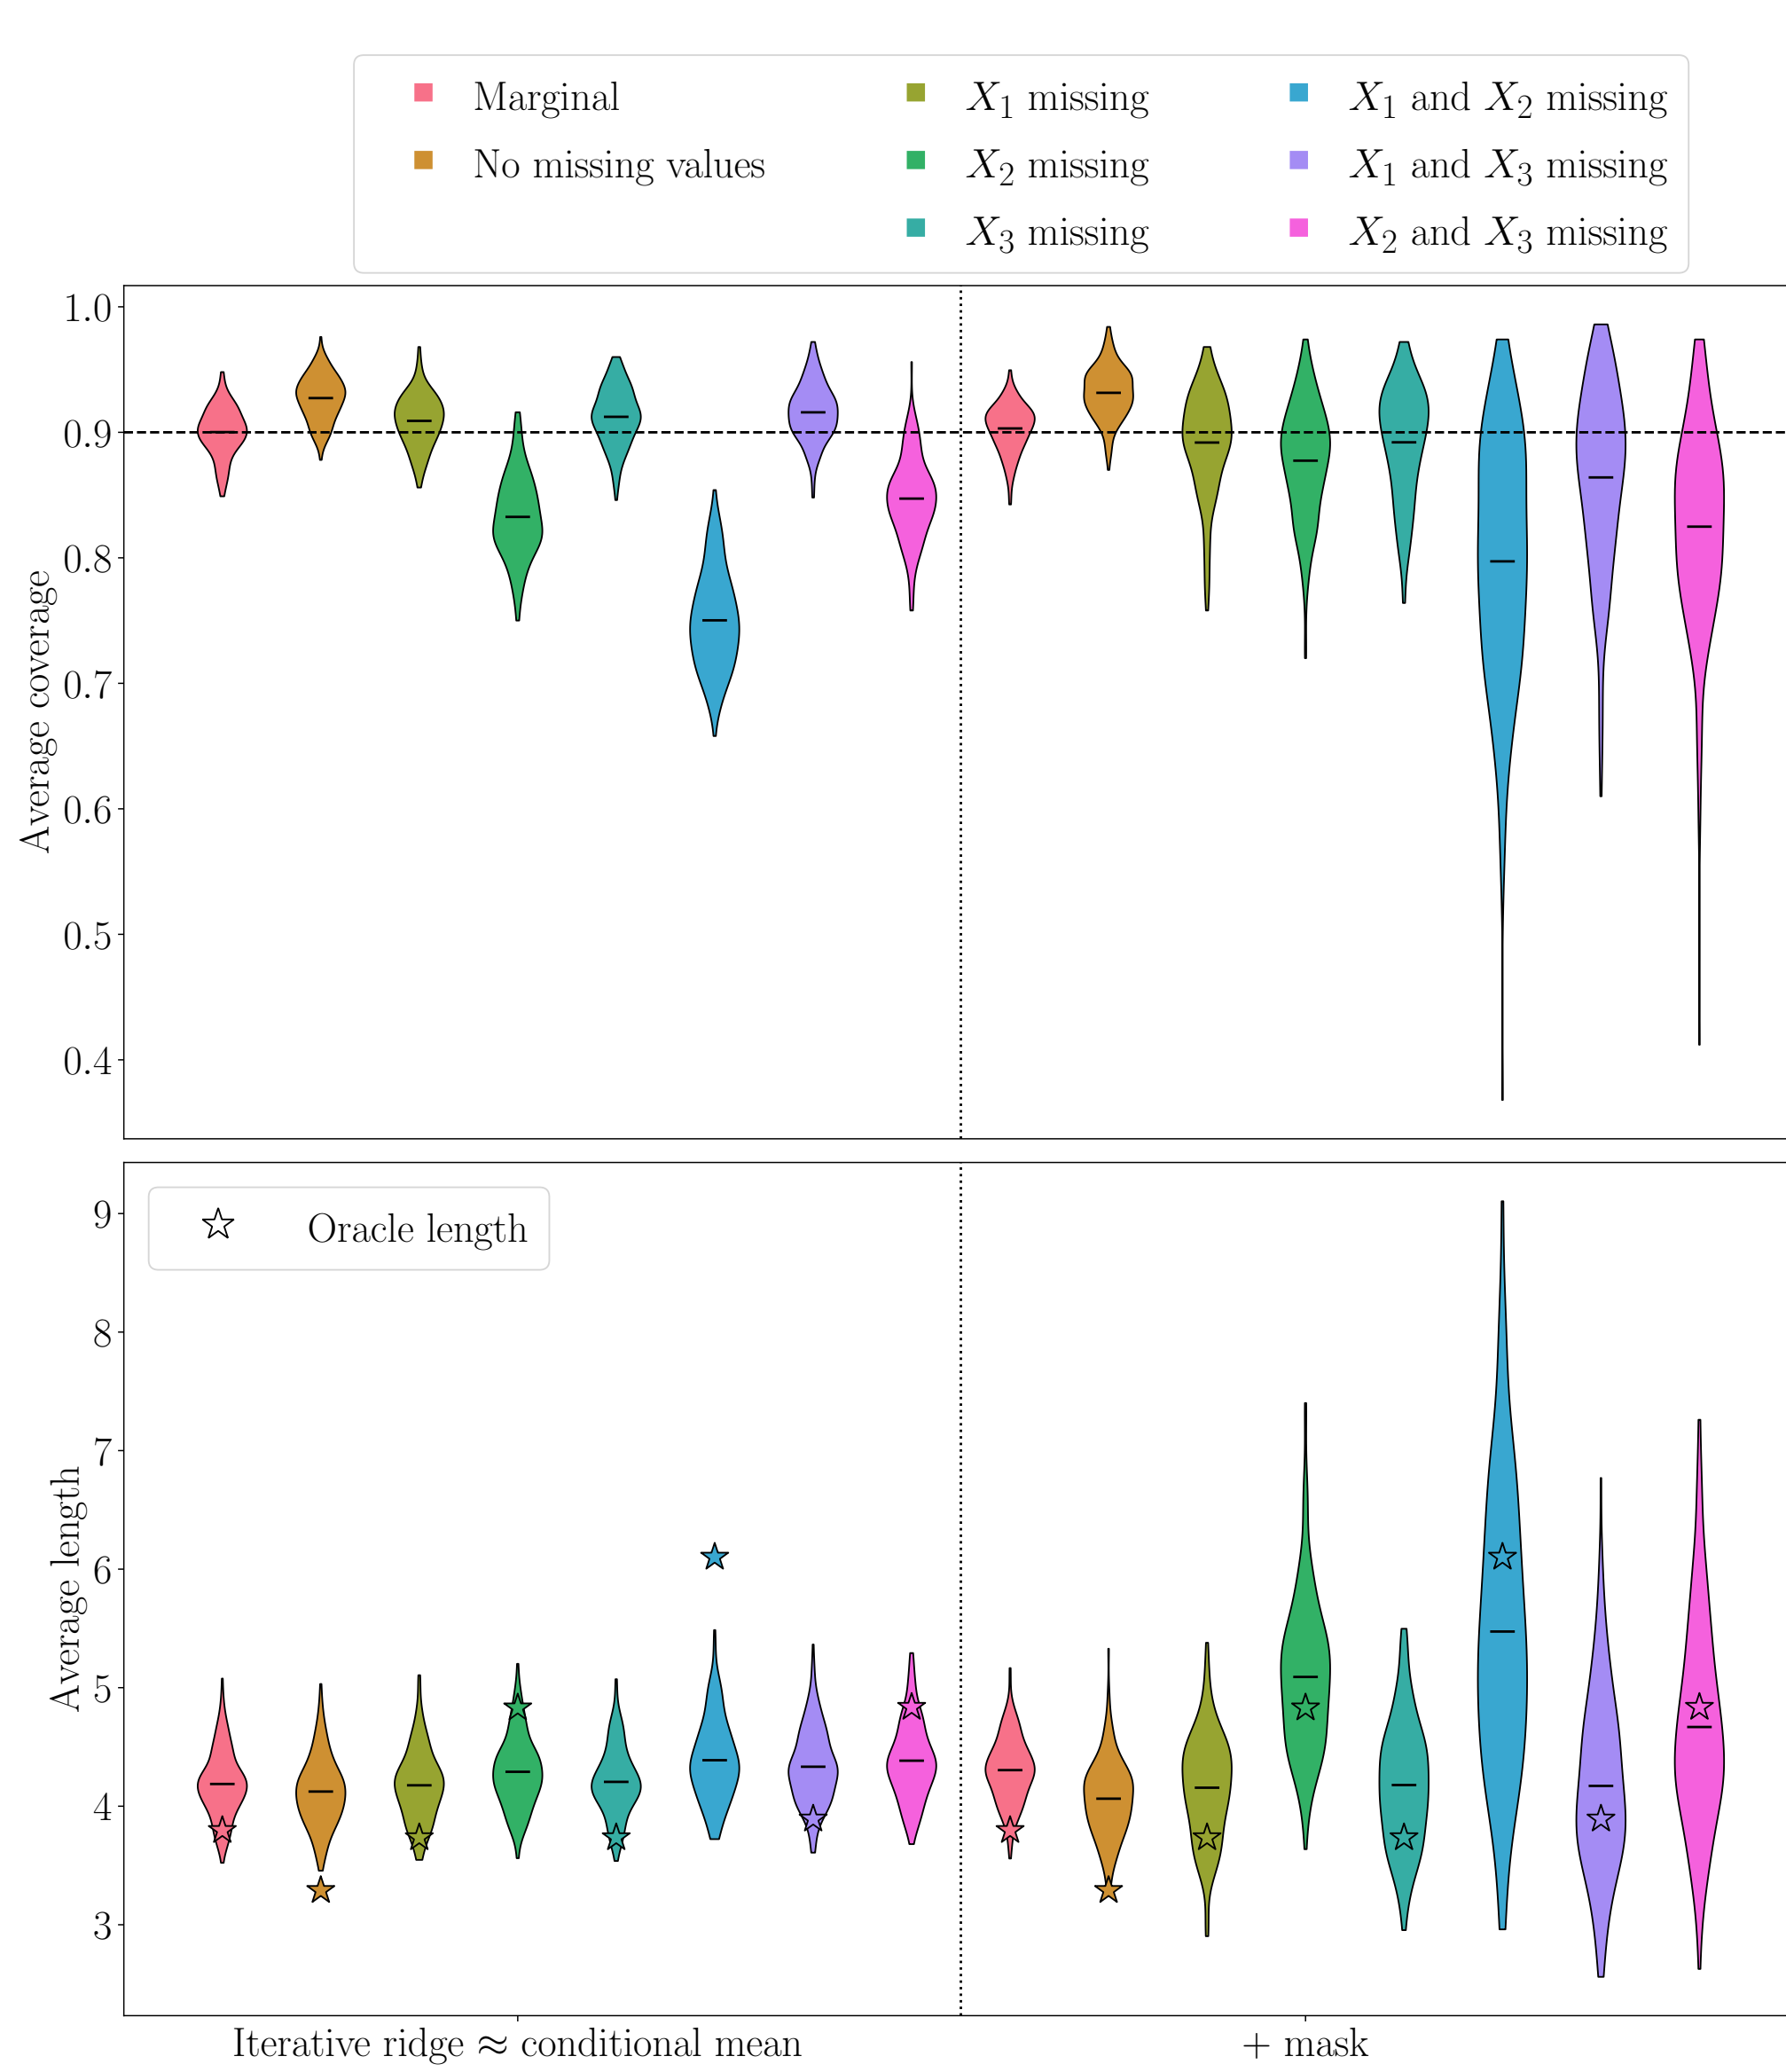 Marginal
No missing values
X1 missing
X2 missing
X3 missing
X1 and X2 missing
X1 and X3 missing
X2 and X3 missing
Average coverage
1.0
0.9
0.8
0.7
0.6
0.5
0.4
Oracle length
Average length
9
8
7
6
5
4
3
Iterative ridge ≈ conditional mean
+ mask